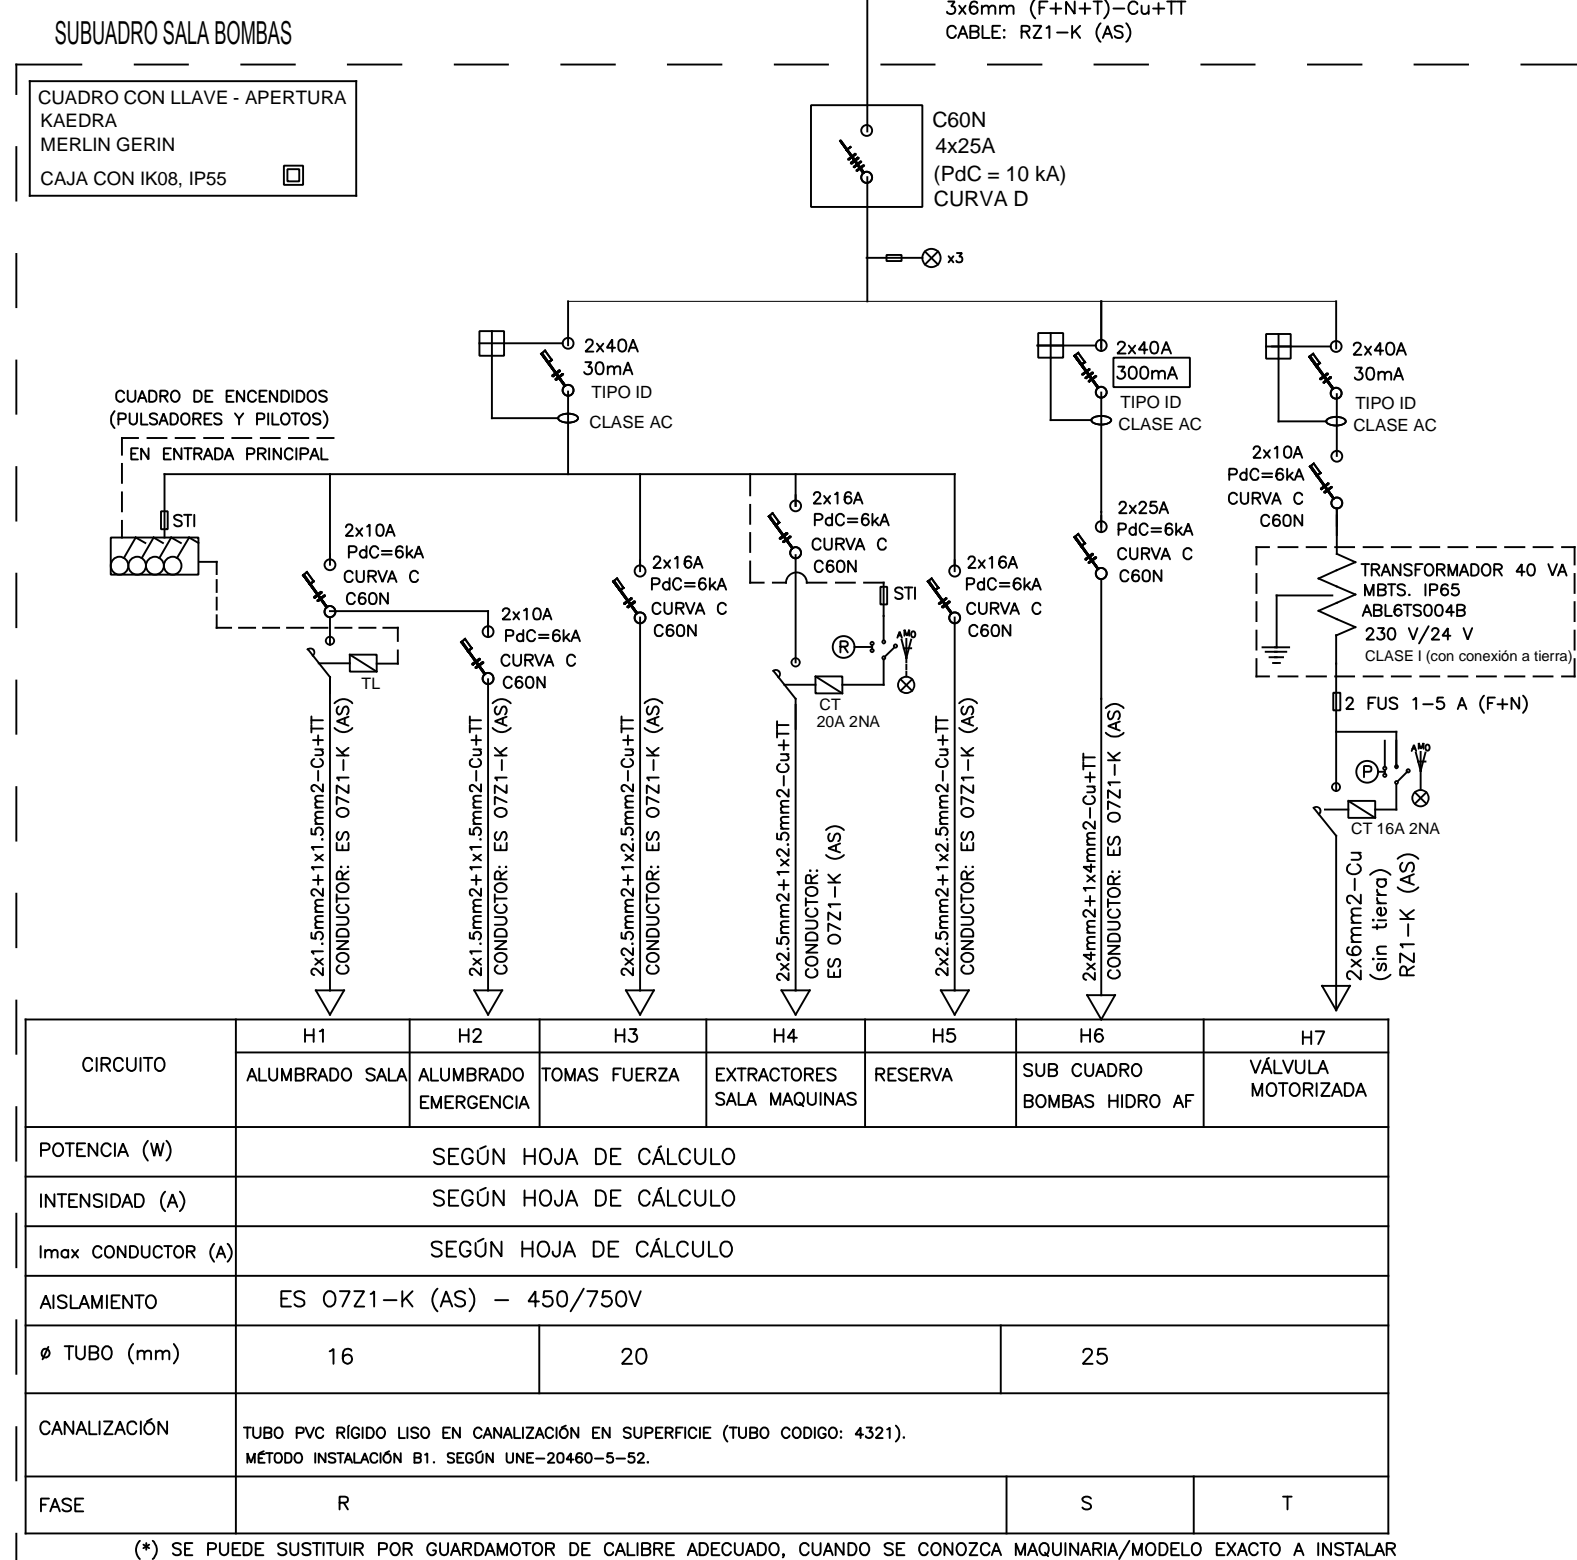 3x6mm (F+N+T)-Cu+TT
CABLE: RZ1-K (AS)
SUBUADRO SALA BOMBAS
CUADRO CON LLAVE - APERTURA
KAEDRA
MERLIN GERIN
CAJA CON IK08, IP55
C60N
4x25A
(PdC = 10 kA)
CURVA D
x3
2x40A
30mA
TIPO ID
CLASE AC
2x40A
300mA
TIPO ID
CLASE AC
2x40A
30mA
TIPO ID
CLASE AC
CUADRO DE ENCENDIDOS
(PULSADORES Y PILOTOS)
EN ENTRADA PRINCIPAL
STI
2x10A
PdC=6kA
CURVA C
C60N
TL
2x10A
PdC=6kA
CURVA C
C60N
2x16A
PdC=6kA
CURVA C
C60N
2x16A
PdC=6kA
CURVA C
C60N
STI
R
AMO
CT
20A 2NA
2x16A
PdC=6kA
CURVA C
C60N
2x25A
PdC=6kA
CURVA C
C60N
2x10A
PdC=6kA
CURVA C
C60N
TRANSFORMADOR 40 VA
MBTS. IP65
ABL6TS004B
230 V/24 V
CLASE I (con conexión a tierra)
2 FUS 1-5 A (F+N)
P
AMO
CT 16A 2NA
2x1.5mm2+1x1.5mm2-Cu+TT
CONDUCTOR: ES 07Z1-K (AS)
2x1.5mm2+1x1.5mm2-Cu+TT
CONDUCTOR: ES 07Z1-K (AS)
2x2.5mm2+1x2.5mm2-Cu+TT
CONDUCTOR: ES 07Z1-K (AS)
2x2.5mm2+1x2.5mm2-Cu+TT
CONDUCTOR:
ES 07Z1-K (AS)
2x2.5mm2+1x2.5mm2-Cu+TT
CONDUCTOR: ES 07Z1-K (AS)
2x4mm2+1x4mm2-Cu+TT
CONDUCTOR: ES 07Z1-K (AS)
2x6mm2-Cu
(sin tierra)
RZ1-K (AS)
CIRCUITO
H1
H2
H3
H4
H5
H6
H7
ALUMBRADO SALA
ALUMBRADO
EMERGENCIA
TOMAS FUERZA
EXTRACTORES
SALA MAQUINAS
RESERVA
SUB CUADRO
BOMBAS HIDRO AF
VÁLVULA
MOTORIZADA
POTENCIA (W)
SEGÚN HOJA DE CÁLCULO
INTENSIDAD (A)
SEGÚN HOJA DE CÁLCULO
Imax CONDUCTOR (A)
SEGÚN HOJA DE CÁLCULO
AISLAMIENTO
ES 07Z1-K (AS) - 450/750V
ø TUBO (mm)
16
20
25
CANALIZACIÓN
TUBO PVC RÍGIDO LISO EN CANALIZACIÓN EN SUPERFICIE (TUBO CODIGO: 4321).
MÉTODO INSTALACIÓN B1. SEGÚN UNE-20460-5-52.
FASE
R
S
T
(*) SE PUEDE SUSTITUIR POR GUARDAMOTOR DE CALIBRE ADECUADO, CUANDO SE CONOZCA MAQUINARIA/MODELO EXACTO A INSTALAR